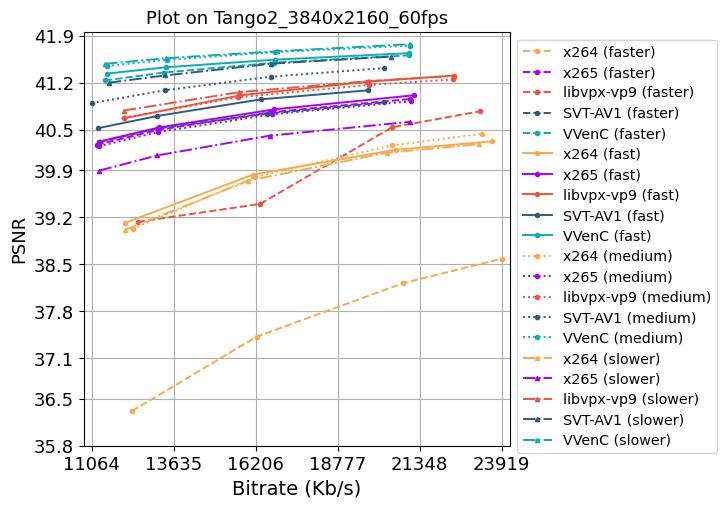 Plot on Tango2_3840x2160_60fps
41.9
41.2
40.5
39.9
39.2
38.5
37.8
37.1
36.5
35.8
PSNR
11064 13635 16206 18777 21348 23919
Bitrate (Kb/s)
x264 (faster)
x265 (faster)
libvpx-vp9 (faster)
SVT-AV1 (faster)
VVenC (faster)
x264 (fast)
x265 (fast)
libvpx-vp9 (fast)
SVT-AV1 (fast)
VVenC (fast)
x264 (medium)
x265 (medium)
libvpx-vp9 (medium)
SVT-AV1 (medium)
VVenC (medium)
x264 (slower)
x265 (slower)
libvpx-vp9 (slower)
SVT-AV1 (slower)
VVenC (slower)